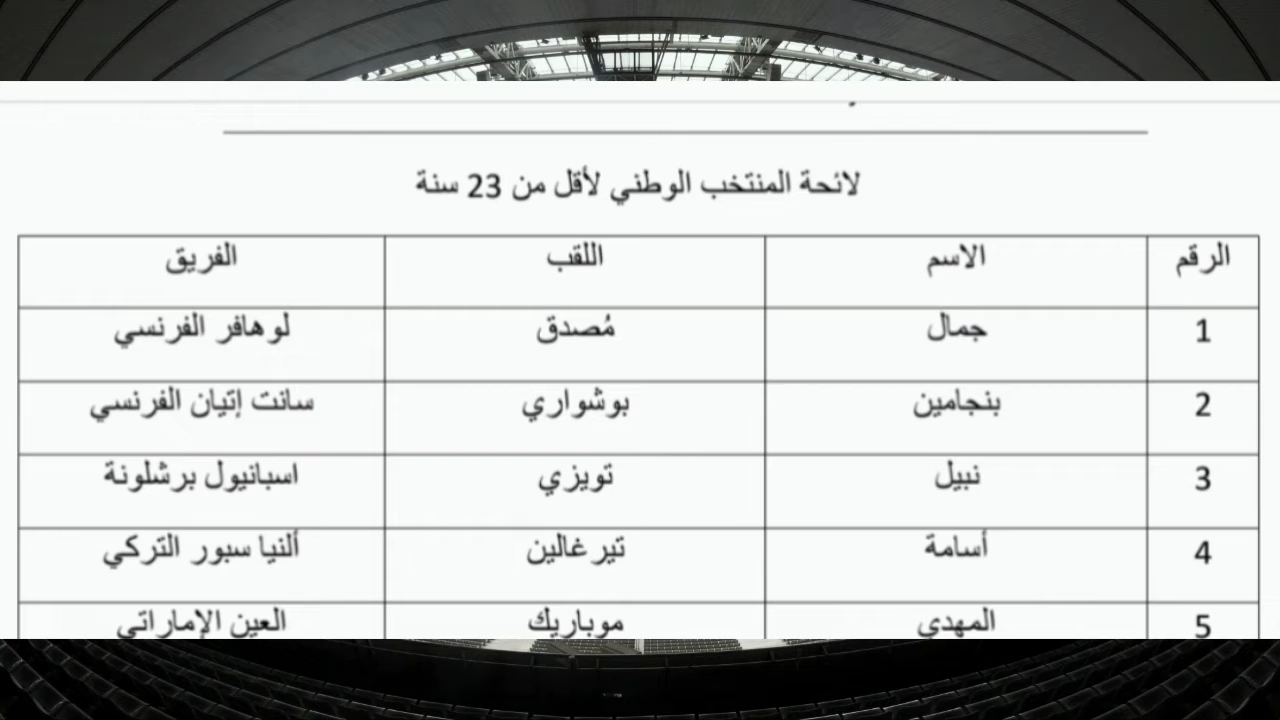 لائحة المنتخب الوطني لأقل من 23 سنة
الرقم الاسم اللقب الفريق
1 جمال مُصدق لوهافر الفرنسي
2 بنجامين بوشواري سانت إتيان الفرنسي
3 نبيل تويزي اسبانيول برشلونة
4 أسامة تيرغالين ألنيا سبور التركي
5 المهدي موباريك العين الإماراتي